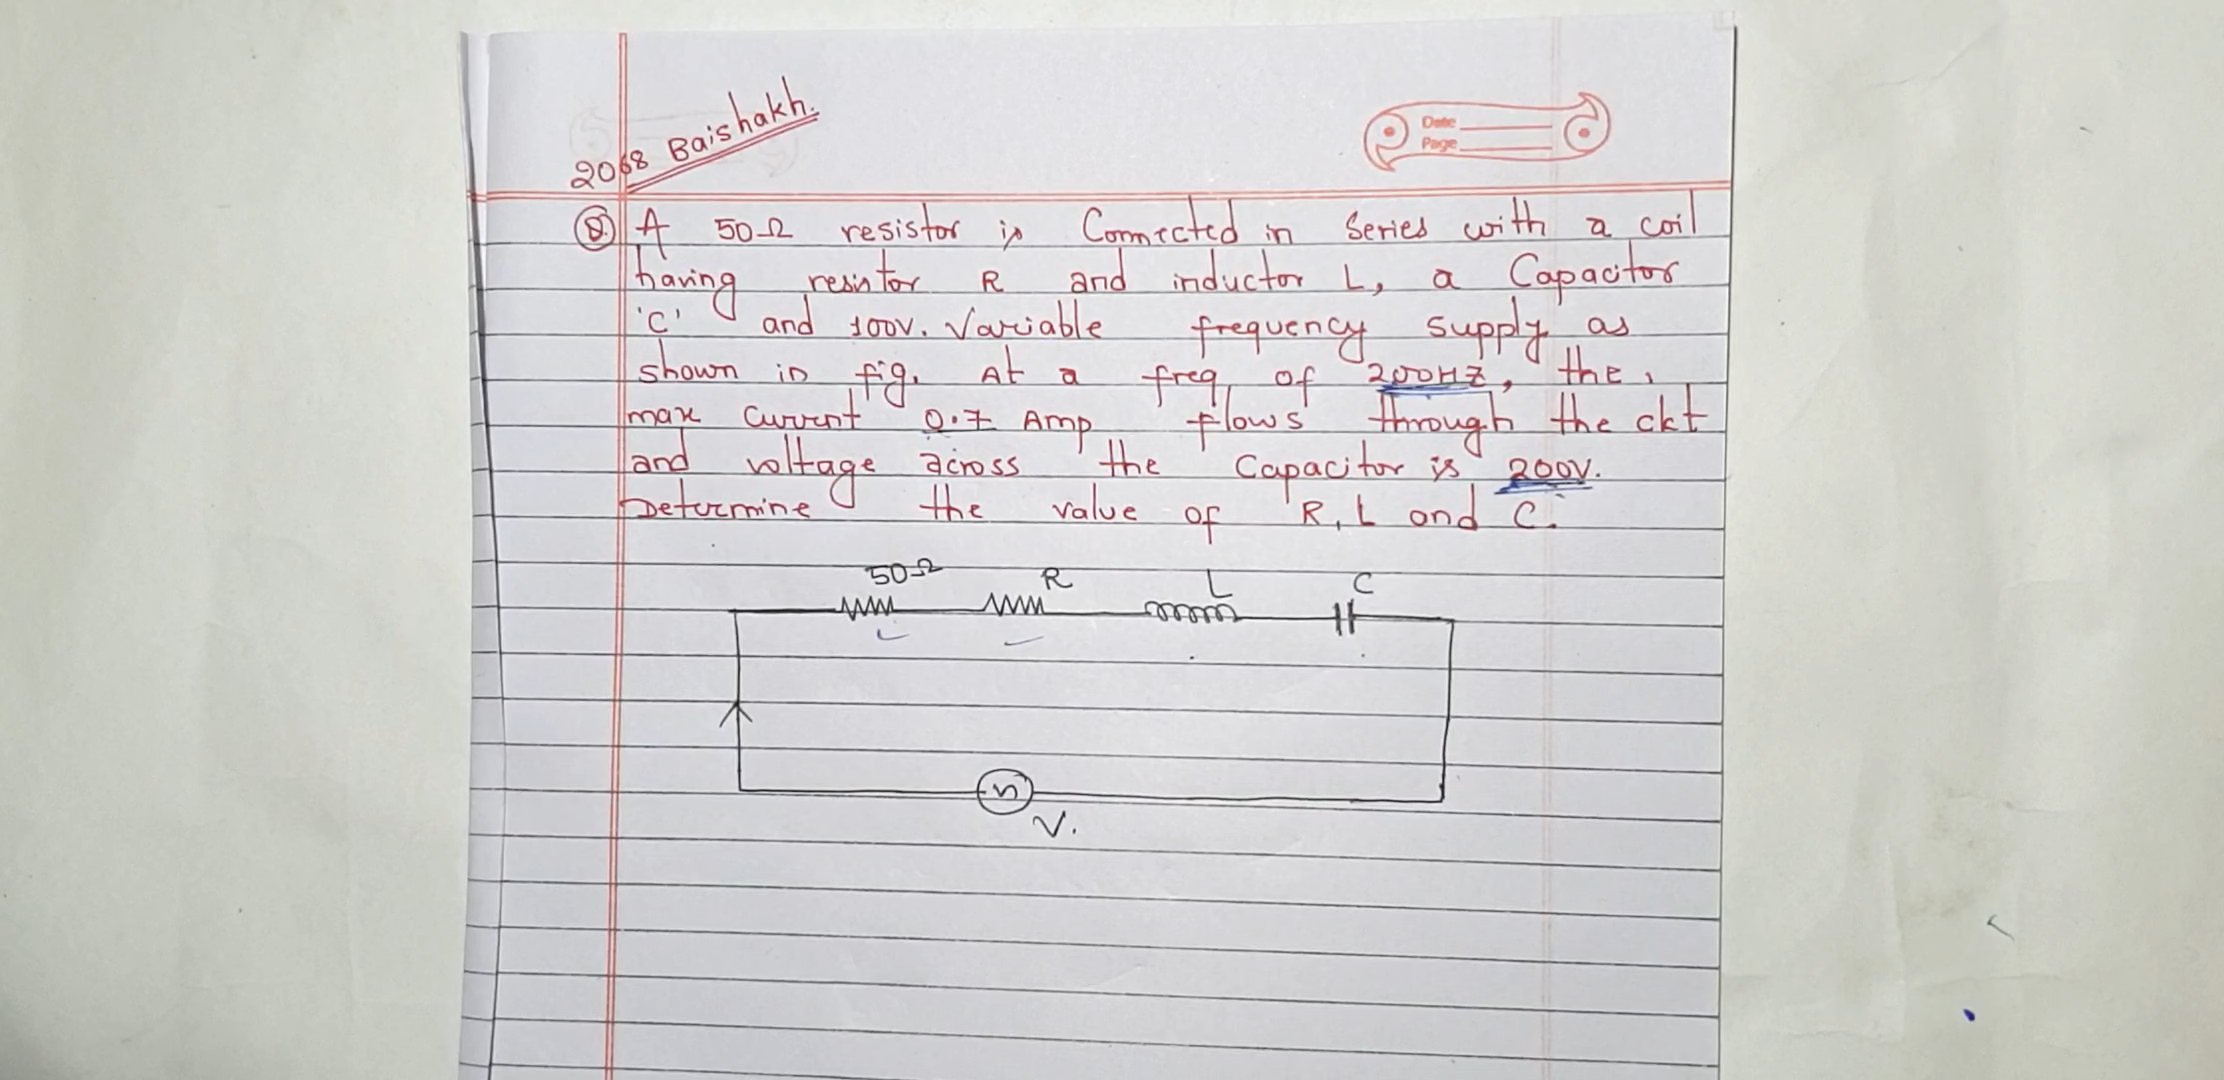 2068 Baishakh.
Date
Page
Q. A 50Ω resistor is Connected in Series with a coil
having resistor R and inductor L, a Capacitor
'C' and 100V. Variable frequency supply as
shown in fig. At a freq. of 200HZ, the
max current 0.7 Amp flows through the ckt
and voltage across the Capacitor is 200V.
Determine the value of R, L and C.
50Ω R L C
V.